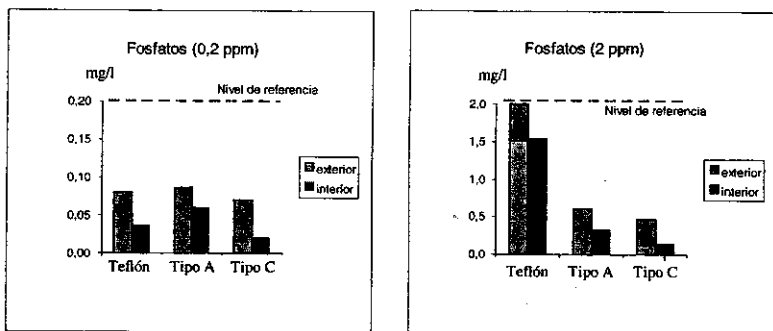 Fosfatos (0,2 ppm)
mg/l
Nivel de referencia
0,20
0,15
0,10
0,05
0,00
exterior
interior
Teflón Tipo A Tipo C
Fosfatos (2 ppm)
mg/l
Nivel de referencia
2,0
1,5
1,0
0,5
0,0
exterior
interior
Teflón Tipo A Tipo C